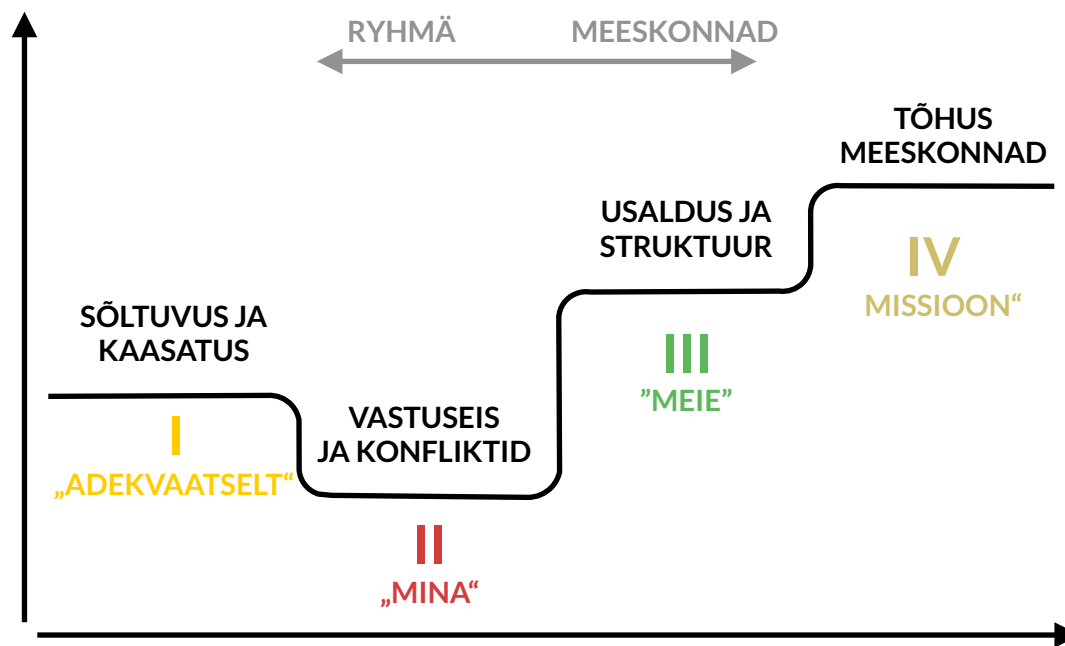 RYHMÄ MEESKONNAD
TÕHUS
MEESKONNAD
USALDUS JA
STRUKTUUR
IV
MISSIOON“
SÕLTUVUS JA
KAASATUS
III
”MEIE”
VASTUSEIS
JA KONFLIKTID
I
„ADEKVAATSELT“
II
„MINA“